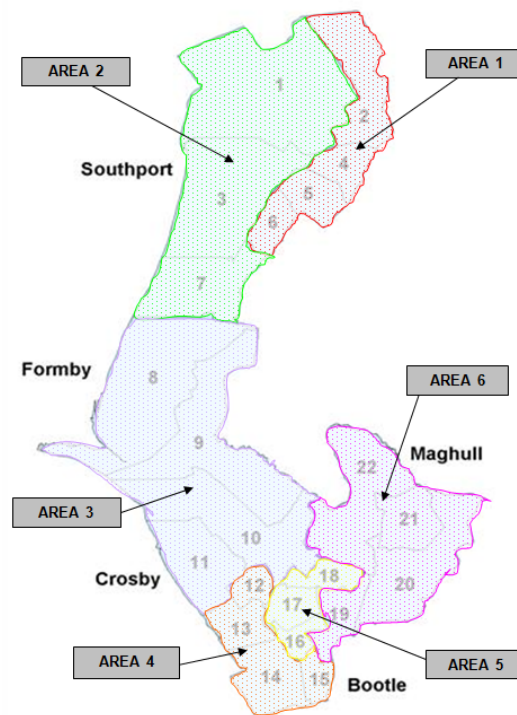 1
AREA 2
AREA 1
2
4
Southport
3
5
6
7
Formby
8
AREA 6
Maghull
9
22
AREA 3
21
10
11
18
Crosby
12
20
17
19
13
16
AREA 4
AREA 5
14
15
Bootle